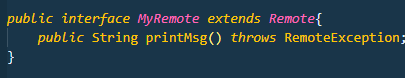 public interface MyRemote extends Remote{
    public String printMsg() throws RemoteException;
}